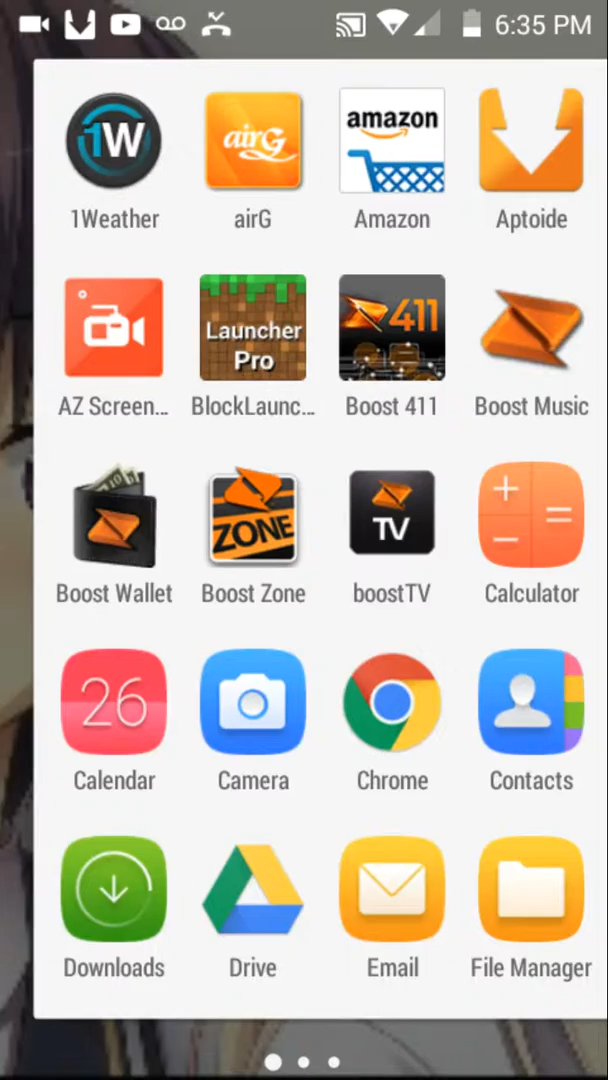 6:35 PM
1W
airG
amazon
1Weather
airG
Amazon
Aptoide
Launcher
Pro
411
AZ Screen...
BlockLaunc...
Boost 411
Boost Music
ZONE
TV
Boost Wallet
Boost Zone
boostTV
Calculator
26
Calendar
Camera
Chrome
Contacts
Downloads
Drive
Email
File Manager